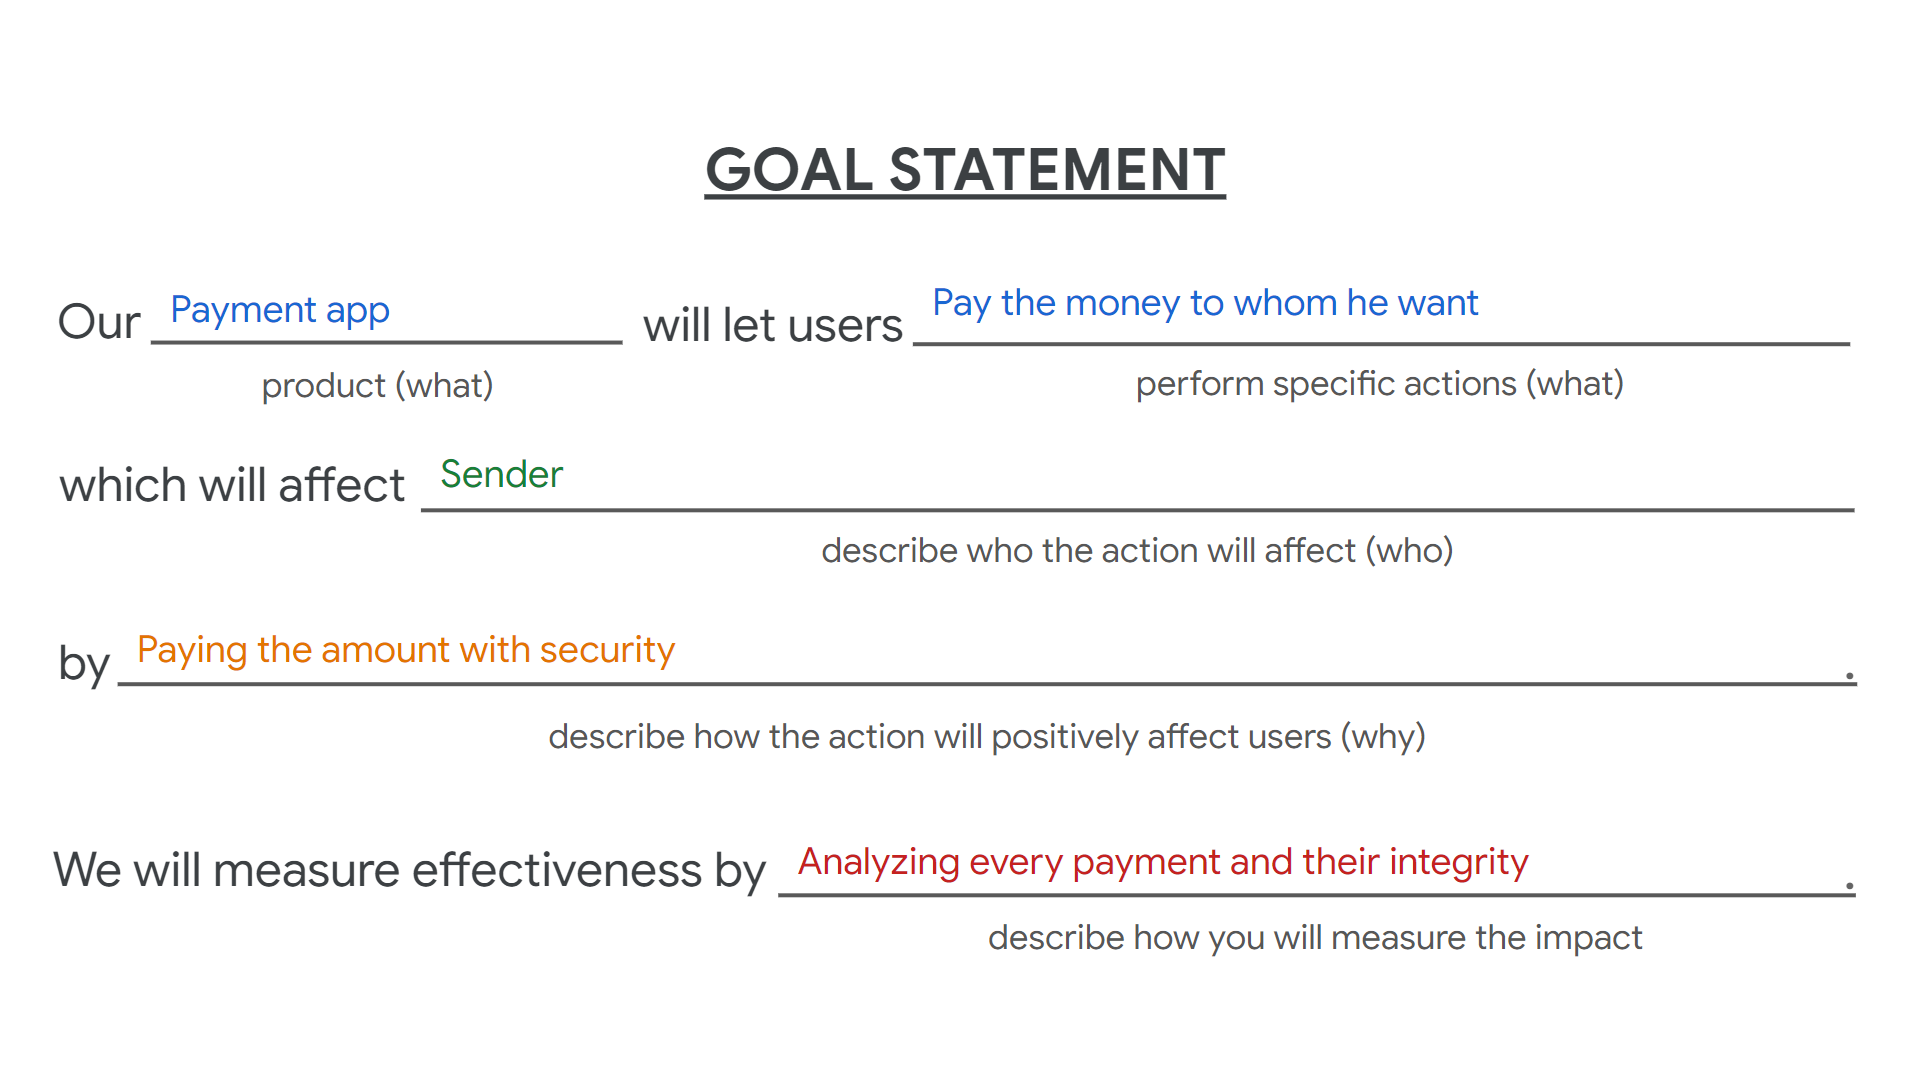 GOAL STATEMENT
Our Payment app will let users Pay the money to whom he want
product (what) perform specific actions (what)
which will affect Sender
describe who the action will affect (who)
by Paying the amount with security .
describe how the action will positively affect users (why)
We will measure effectiveness by Analyzing every payment and their integrity .
describe how you will measure the impact